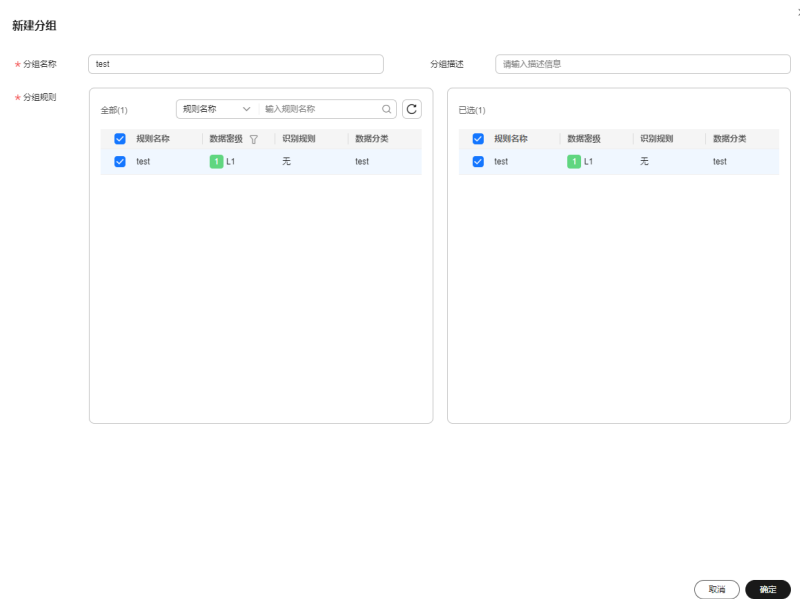 新建分组
* 分组名称 test 分组描述 请输入描述信息
* 分组规则
全部(1) 规则名称 输入规则名称 已选(1)
规则名称 数据密级 识别规则 数据分类 规则名称 数据密级 识别规则 数据分类
test 1 L1 无 test test 1 L1 无 test
取消 确定